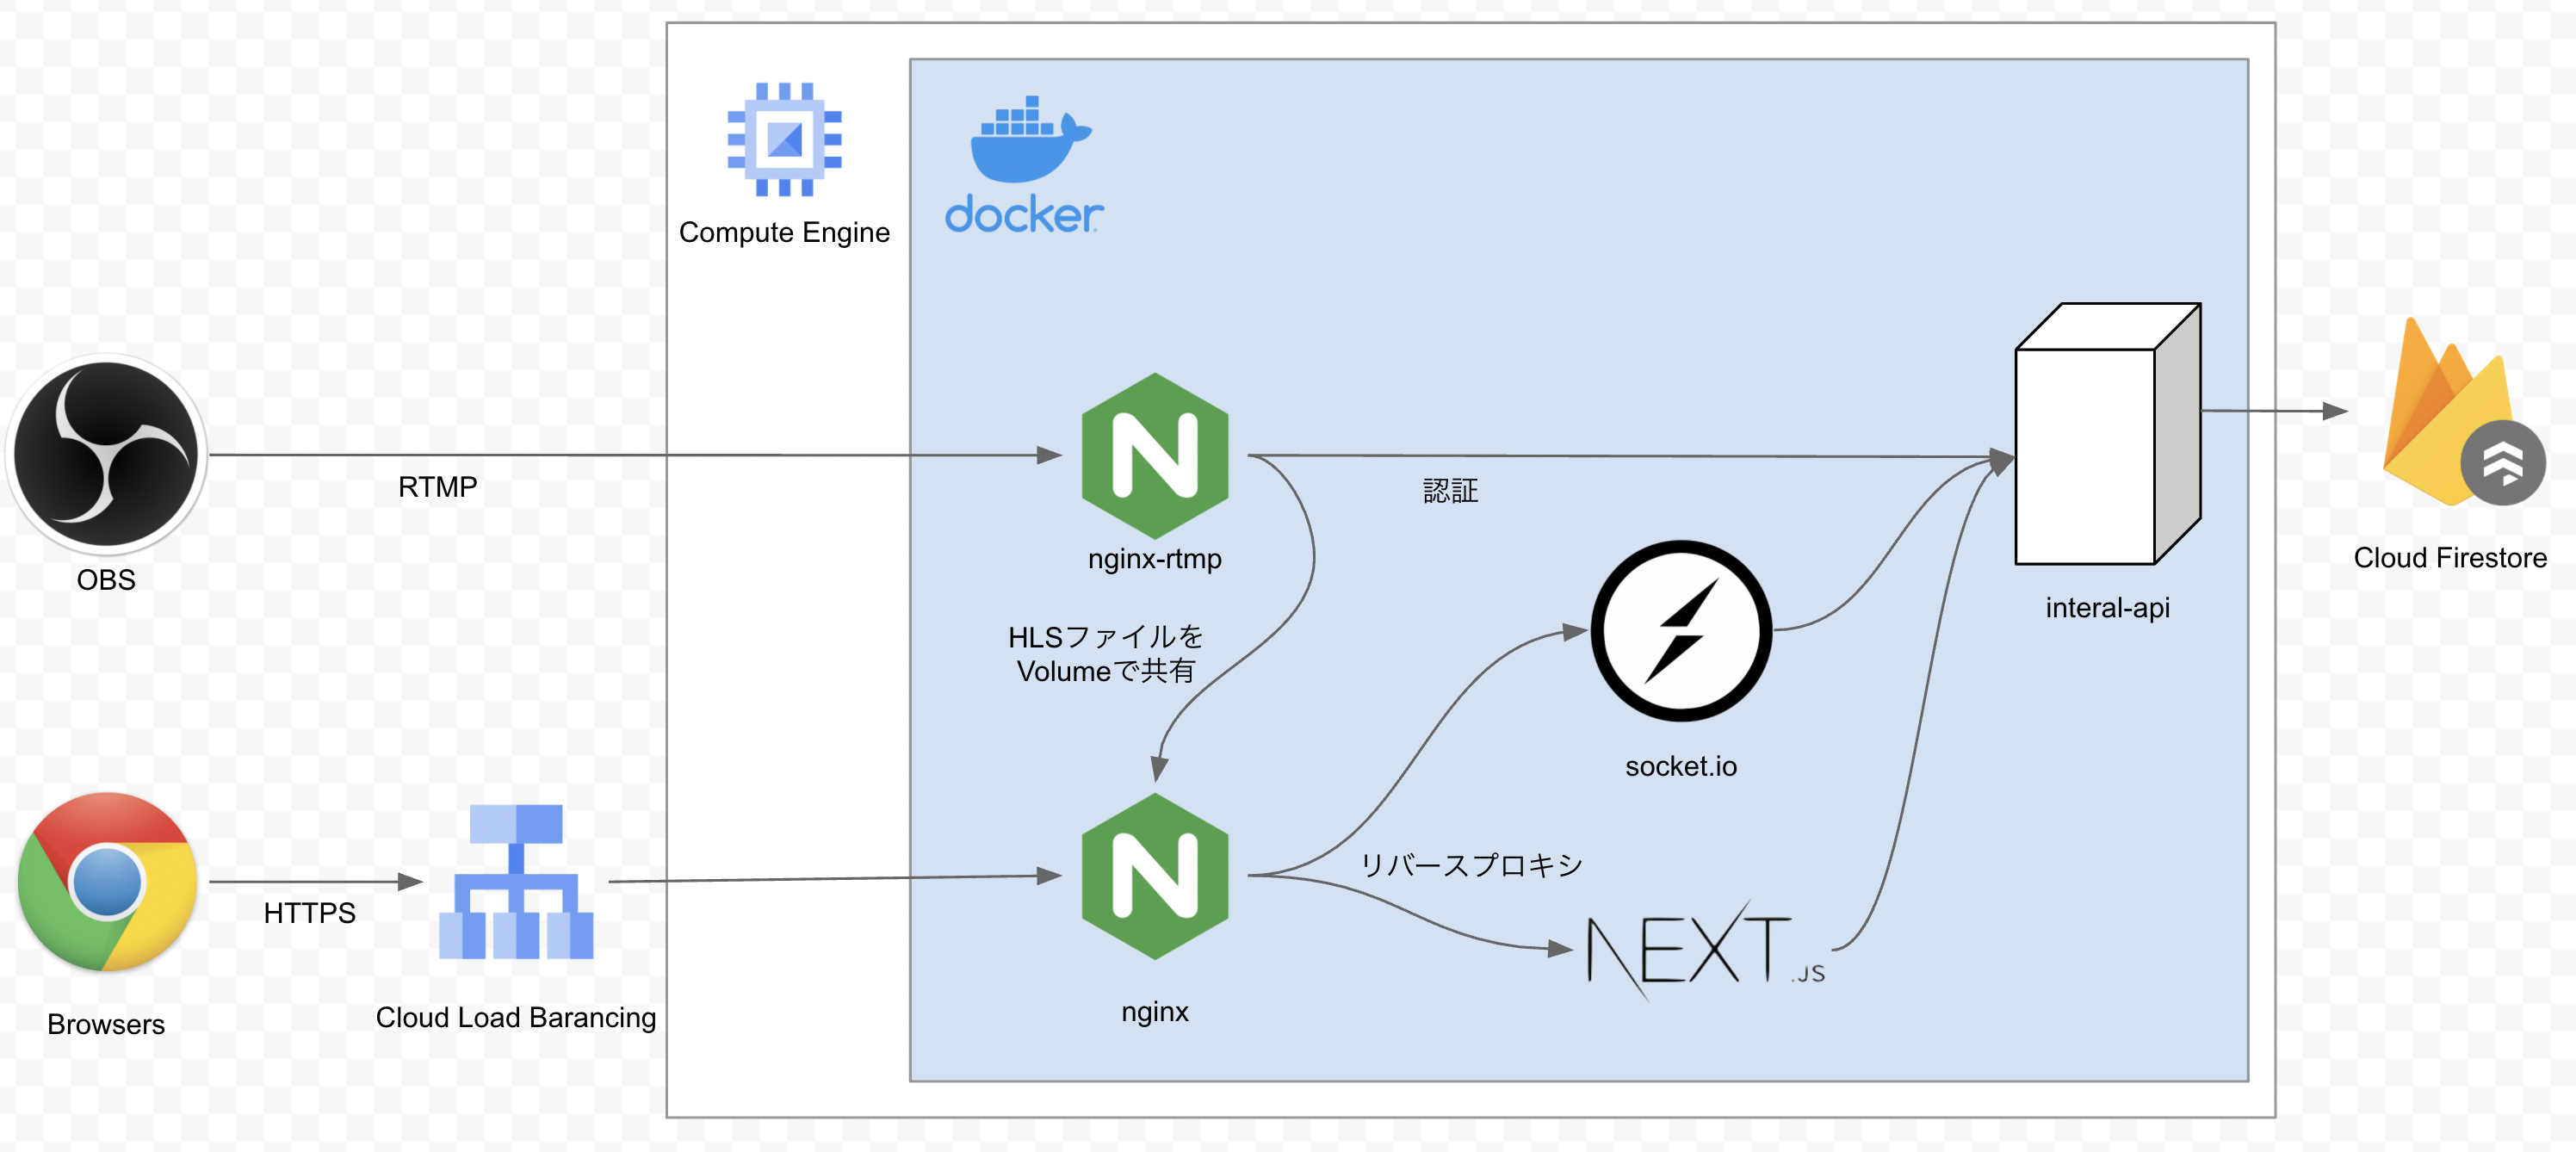 Compute Engine
docker
RTMP
OBS
nginx-rtmp
認証
HLSファイルを
Volumeで共有
socket.io
interal-api
Cloud Firestore
HTTPS
Browsers
Cloud Load Barancing
nginx
リバースプロキシ
NEXT.JS